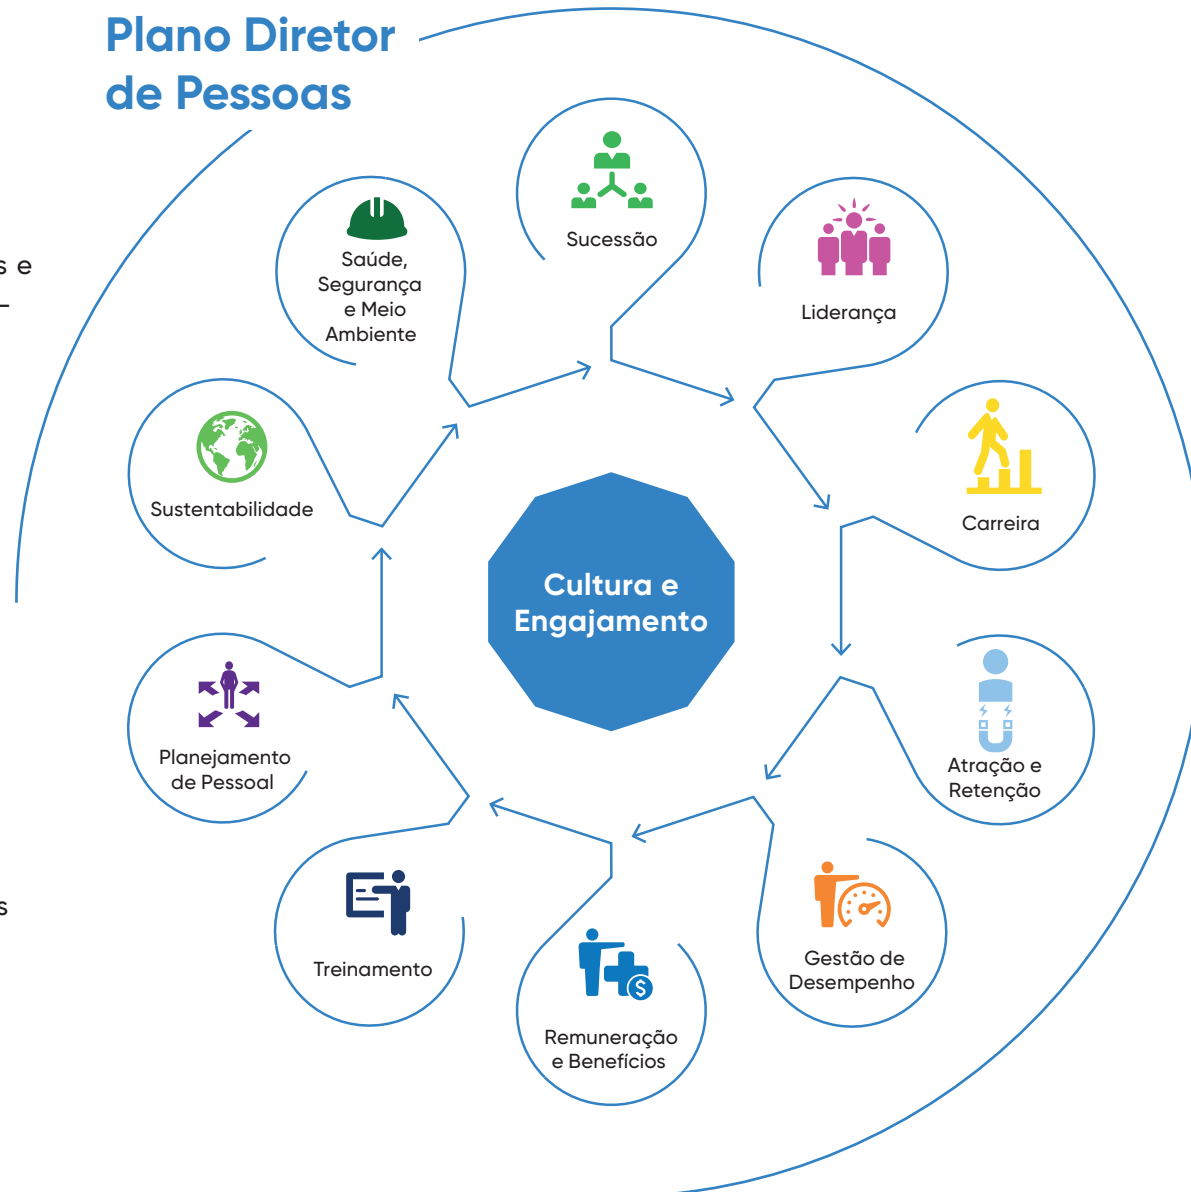 Plano Diretor
de Pessoas
s e
–
s
Sucessão
Liderança
Carreira
Atração e
Retenção
Gestão de
Desempenho
Remuneração
e Benefícios
$
Treinamento
Planejamento
de Pessoal
Sustentabilidade
Saúde,
Segurança
e Meio
Ambiente
Cultura e
Engajamento